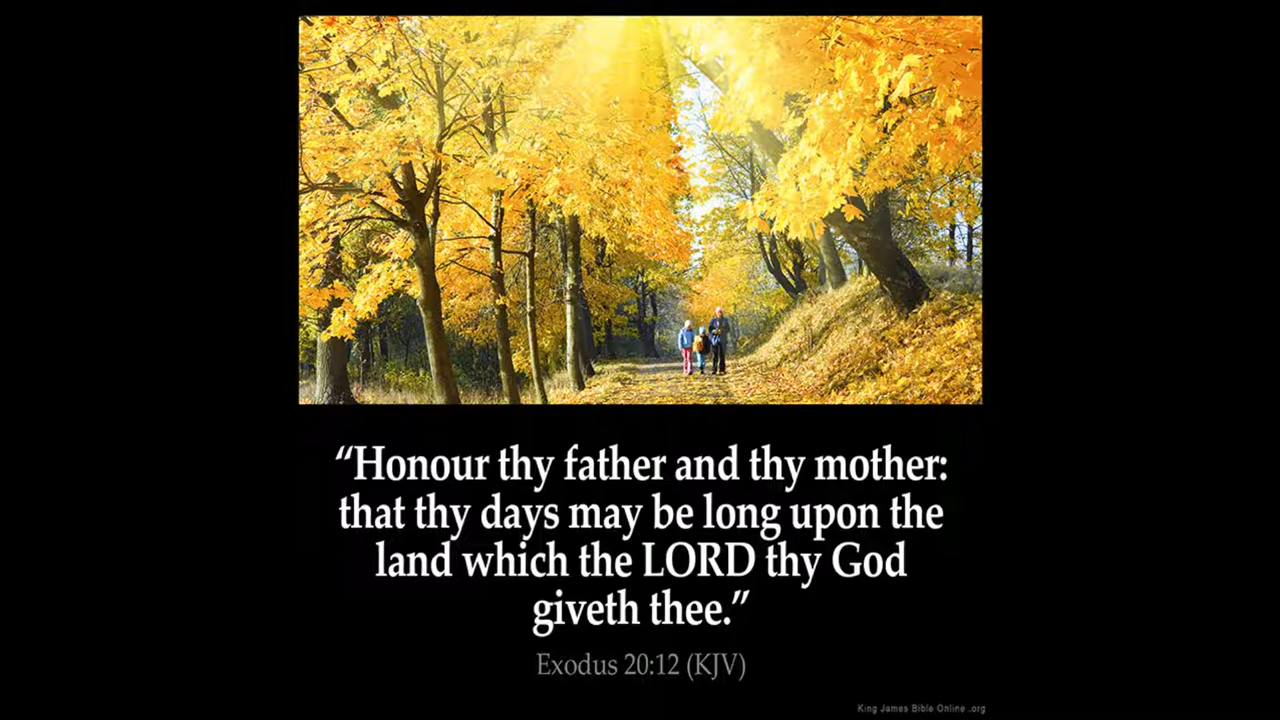 “Honour thy father and thy mother:
that thy days may be long upon the
land which the LORD thy God
giveth thee.”
Exodus 20:12 (KJV)
King James Bible Online .org